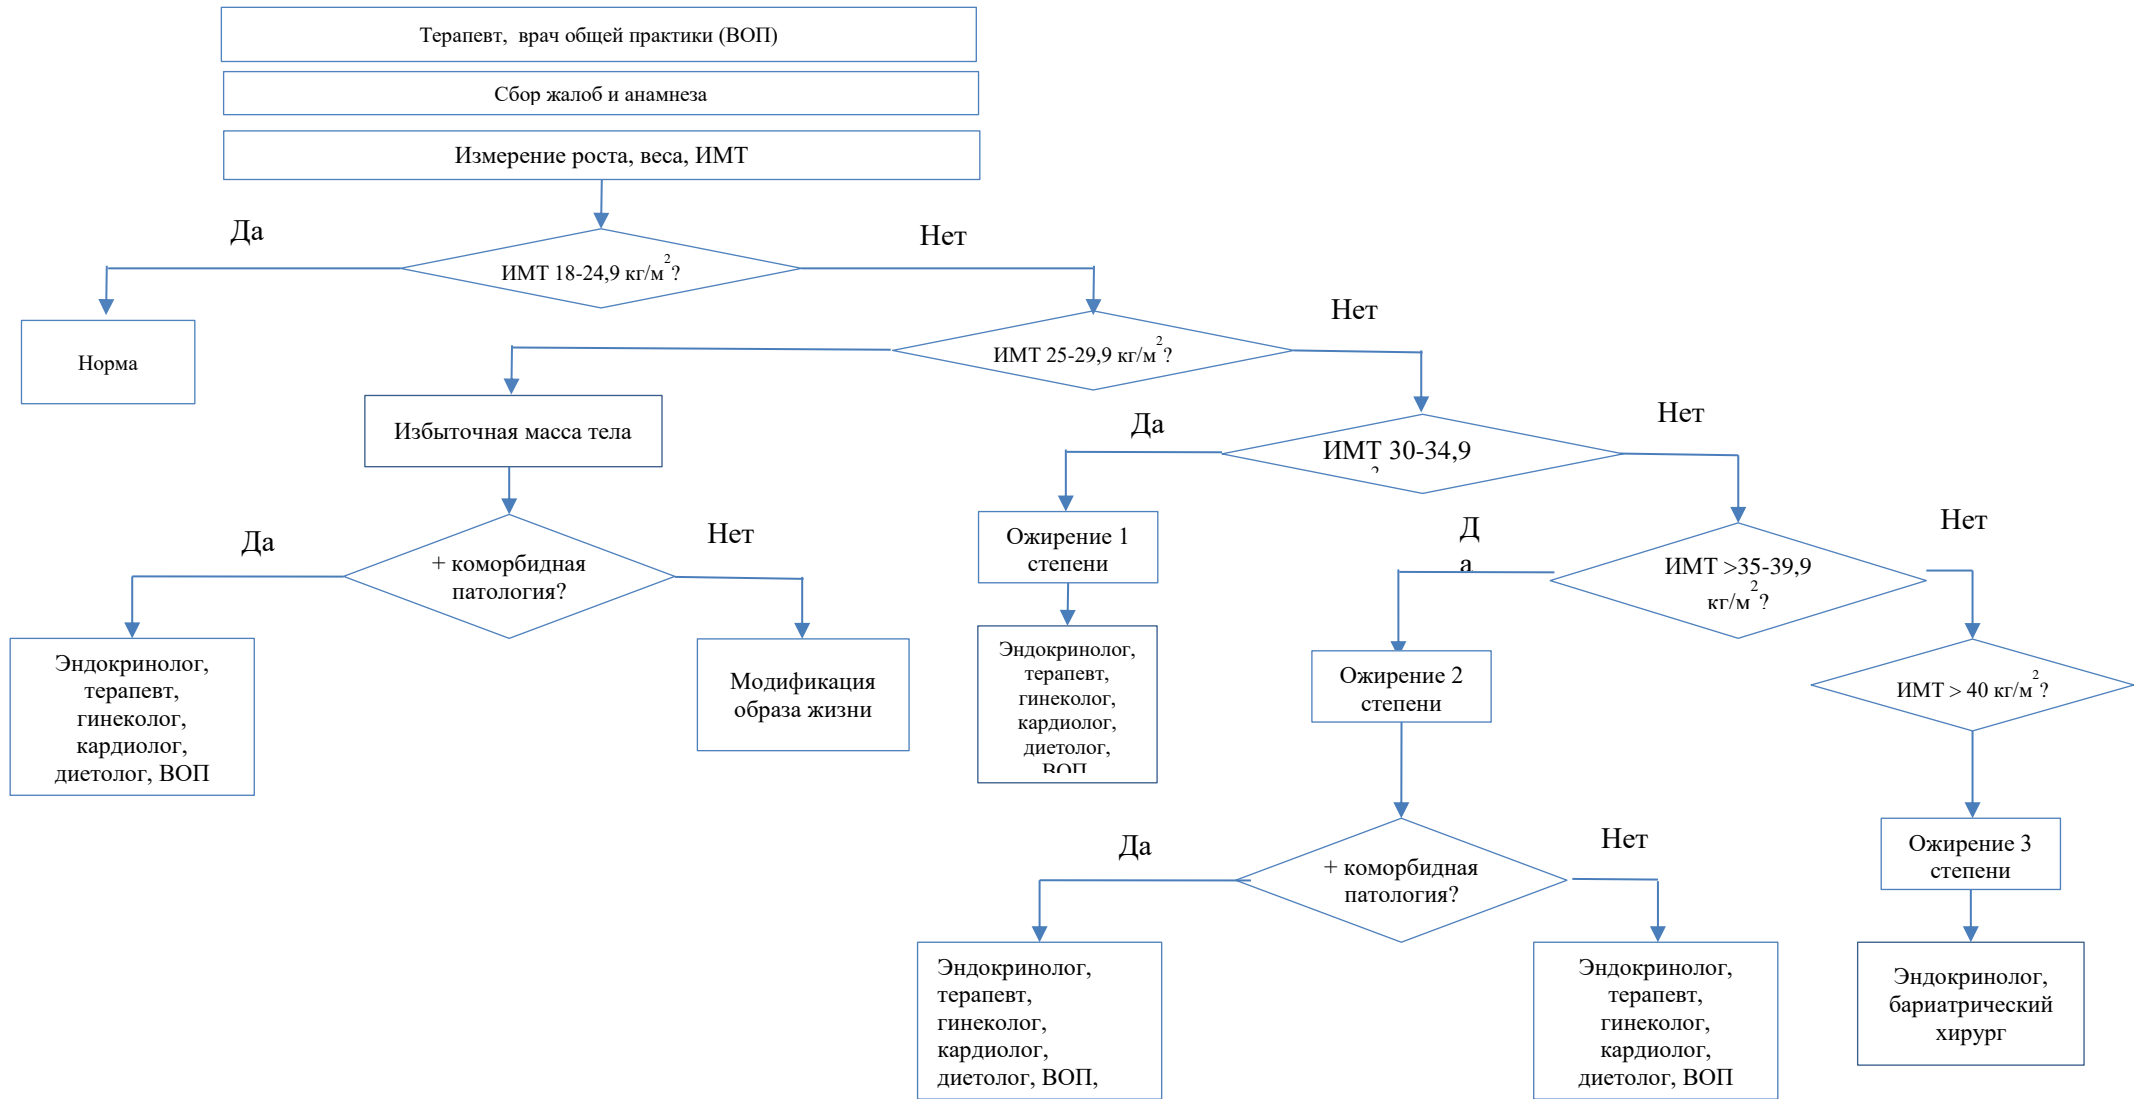 Терапевт, врач общей практики (ВОП)
Сбор жалоб и анамнеза
Измерение роста, веса, ИМТ
Да
Нет
ИМТ 18-24,9 кг/м²?
Норма
Нет
ИМТ 25-29,9 кг/м²?
Избыточная масса тела
Да
Нет
ИМТ 30-34,9
2
Да
Нет
+ коморбидная
патология?
Эндокринолог,
терапевт,
гинеколог,
кардиолог,
диетолог, ВОП
Модификация
образа жизни
Ожирение 1
степени
Эндокринолог,
терапевт,
гинеколог,
кардиолог,
диетолог,
ВОП
Д
а
Нет
ИМТ >35-39,9
кг/м²?
Ожирение 2
степени
ИМТ > 40 кг/м²?
Да
Нет
+ коморбидная
патология?
Ожирение 3
степени
Эндокринолог,
терапевт,
гинеколог,
кардиолог,
диетолог, ВОП,
Эндокринолог,
терапевт,
гинеколог,
кардиолог,
диетолог, ВОП
Эндокринолог,
бариатрический
хирург